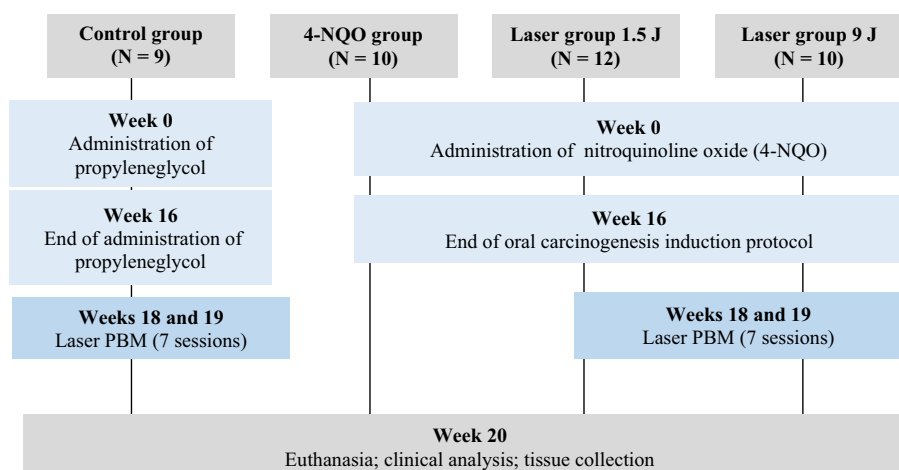 Control group
(N = 9)
4-NQO group
(N = 10)
Laser group 1.5 J
(N = 12)
Laser group 9 J
(N = 10)
Week 0
Administration of
propyleneglycol
Week 0
Administration of nitroquinoline oxide (4-NQO)
Week 16
End of administration of
propyleneglycol
Week 16
End of oral carcinogenesis induction protocol
Weeks 18 and 19
Laser PBM (7 sessions)
Weeks 18 and 19
Laser PBM (7 sessions)
Week 20
Euthanasia; clinical analysis; tissue collection